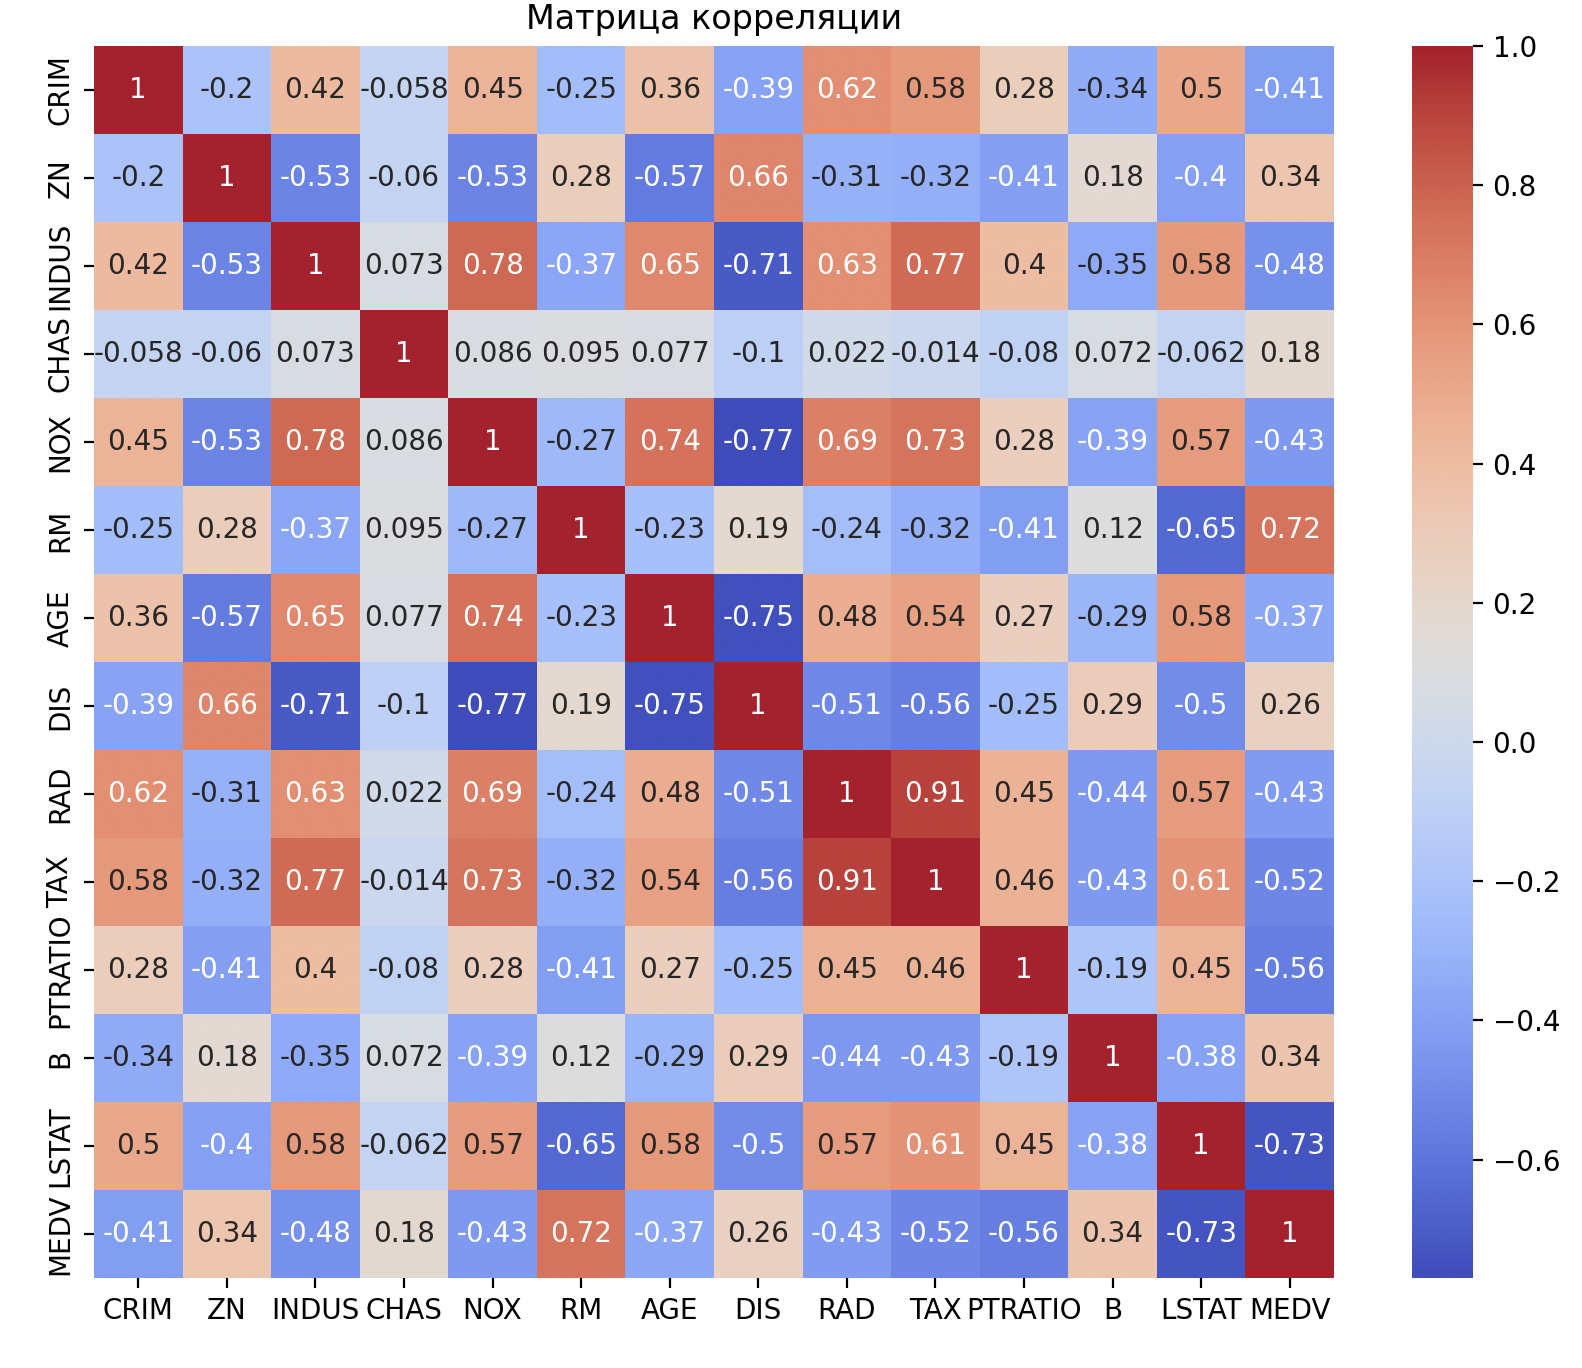 Матрица корреляции
CRIM 1 -0.2 0.42 -0.058 0.45 -0.25 0.36 -0.39 0.62 0.58 0.28 -0.34 0.5 -0.41
ZN -0.2 1 -0.53 -0.06 -0.53 0.28 -0.57 0.66 -0.31 -0.32 -0.41 0.18 -0.4 0.34
INDUS 0.42 -0.53 1 0.073 0.78 -0.37 0.65 -0.71 0.63 0.77 0.4 -0.35 0.58 -0.48
CHAS -0.058 -0.06 0.073 1 0.086 0.095 0.077 -0.1 0.022 -0.014 -0.08 0.072 -0.062 0.18
NOX 0.45 -0.53 0.78 0.086 1 -0.27 0.74 -0.77 0.69 0.73 0.28 -0.39 0.57 -0.43
RM -0.25 0.28 -0.37 0.095 -0.27 1 -0.23 0.19 -0.24 -0.32 -0.41 0.12 -0.65 0.72
AGE 0.36 -0.57 0.65 0.077 0.74 -0.23 1 -0.75 0.48 0.54 0.27 -0.29 0.58 -0.37
DIS -0.39 0.66 -0.71 -0.1 -0.77 0.19 -0.75 1 -0.51 -0.56 -0.25 0.29 -0.5 0.26
RAD 0.62 -0.31 0.63 0.022 0.69 -0.24 0.48 -0.51 1 0.91 0.45 -0.44 0.57 -0.43
TAX 0.58 -0.32 0.77 -0.014 0.73 -0.32 0.54 -0.56 0.91 1 0.46 -0.43 0.61 -0.52
PTRATIO 0.28 -0.41 0.4 -0.08 0.28 -0.41 0.27 -0.25 0.45 0.46 1 -0.19 0.45 -0.56
B -0.34 0.18 -0.35 0.072 -0.39 0.12 -0.29 0.29 -0.44 -0.43 -0.19 1 -0.38 0.34
LSTAT 0.5 -0.4 0.58 -0.062 0.57 -0.65 0.58 -0.5 0.57 0.61 0.45 -0.38 1 -0.73
MEDV -0.41 0.34 -0.48 0.18 -0.43 0.72 -0.37 0.26 -0.43 -0.52 -0.56 0.34 -0.73 1
CRIM ZN INDUS CHAS NOX RM AGE DIS RAD TAX PTRATIO B LSTAT MEDV
1.0
0.8
0.6
0.4
0.2
0.0
−0.2
−0.4
−0.6